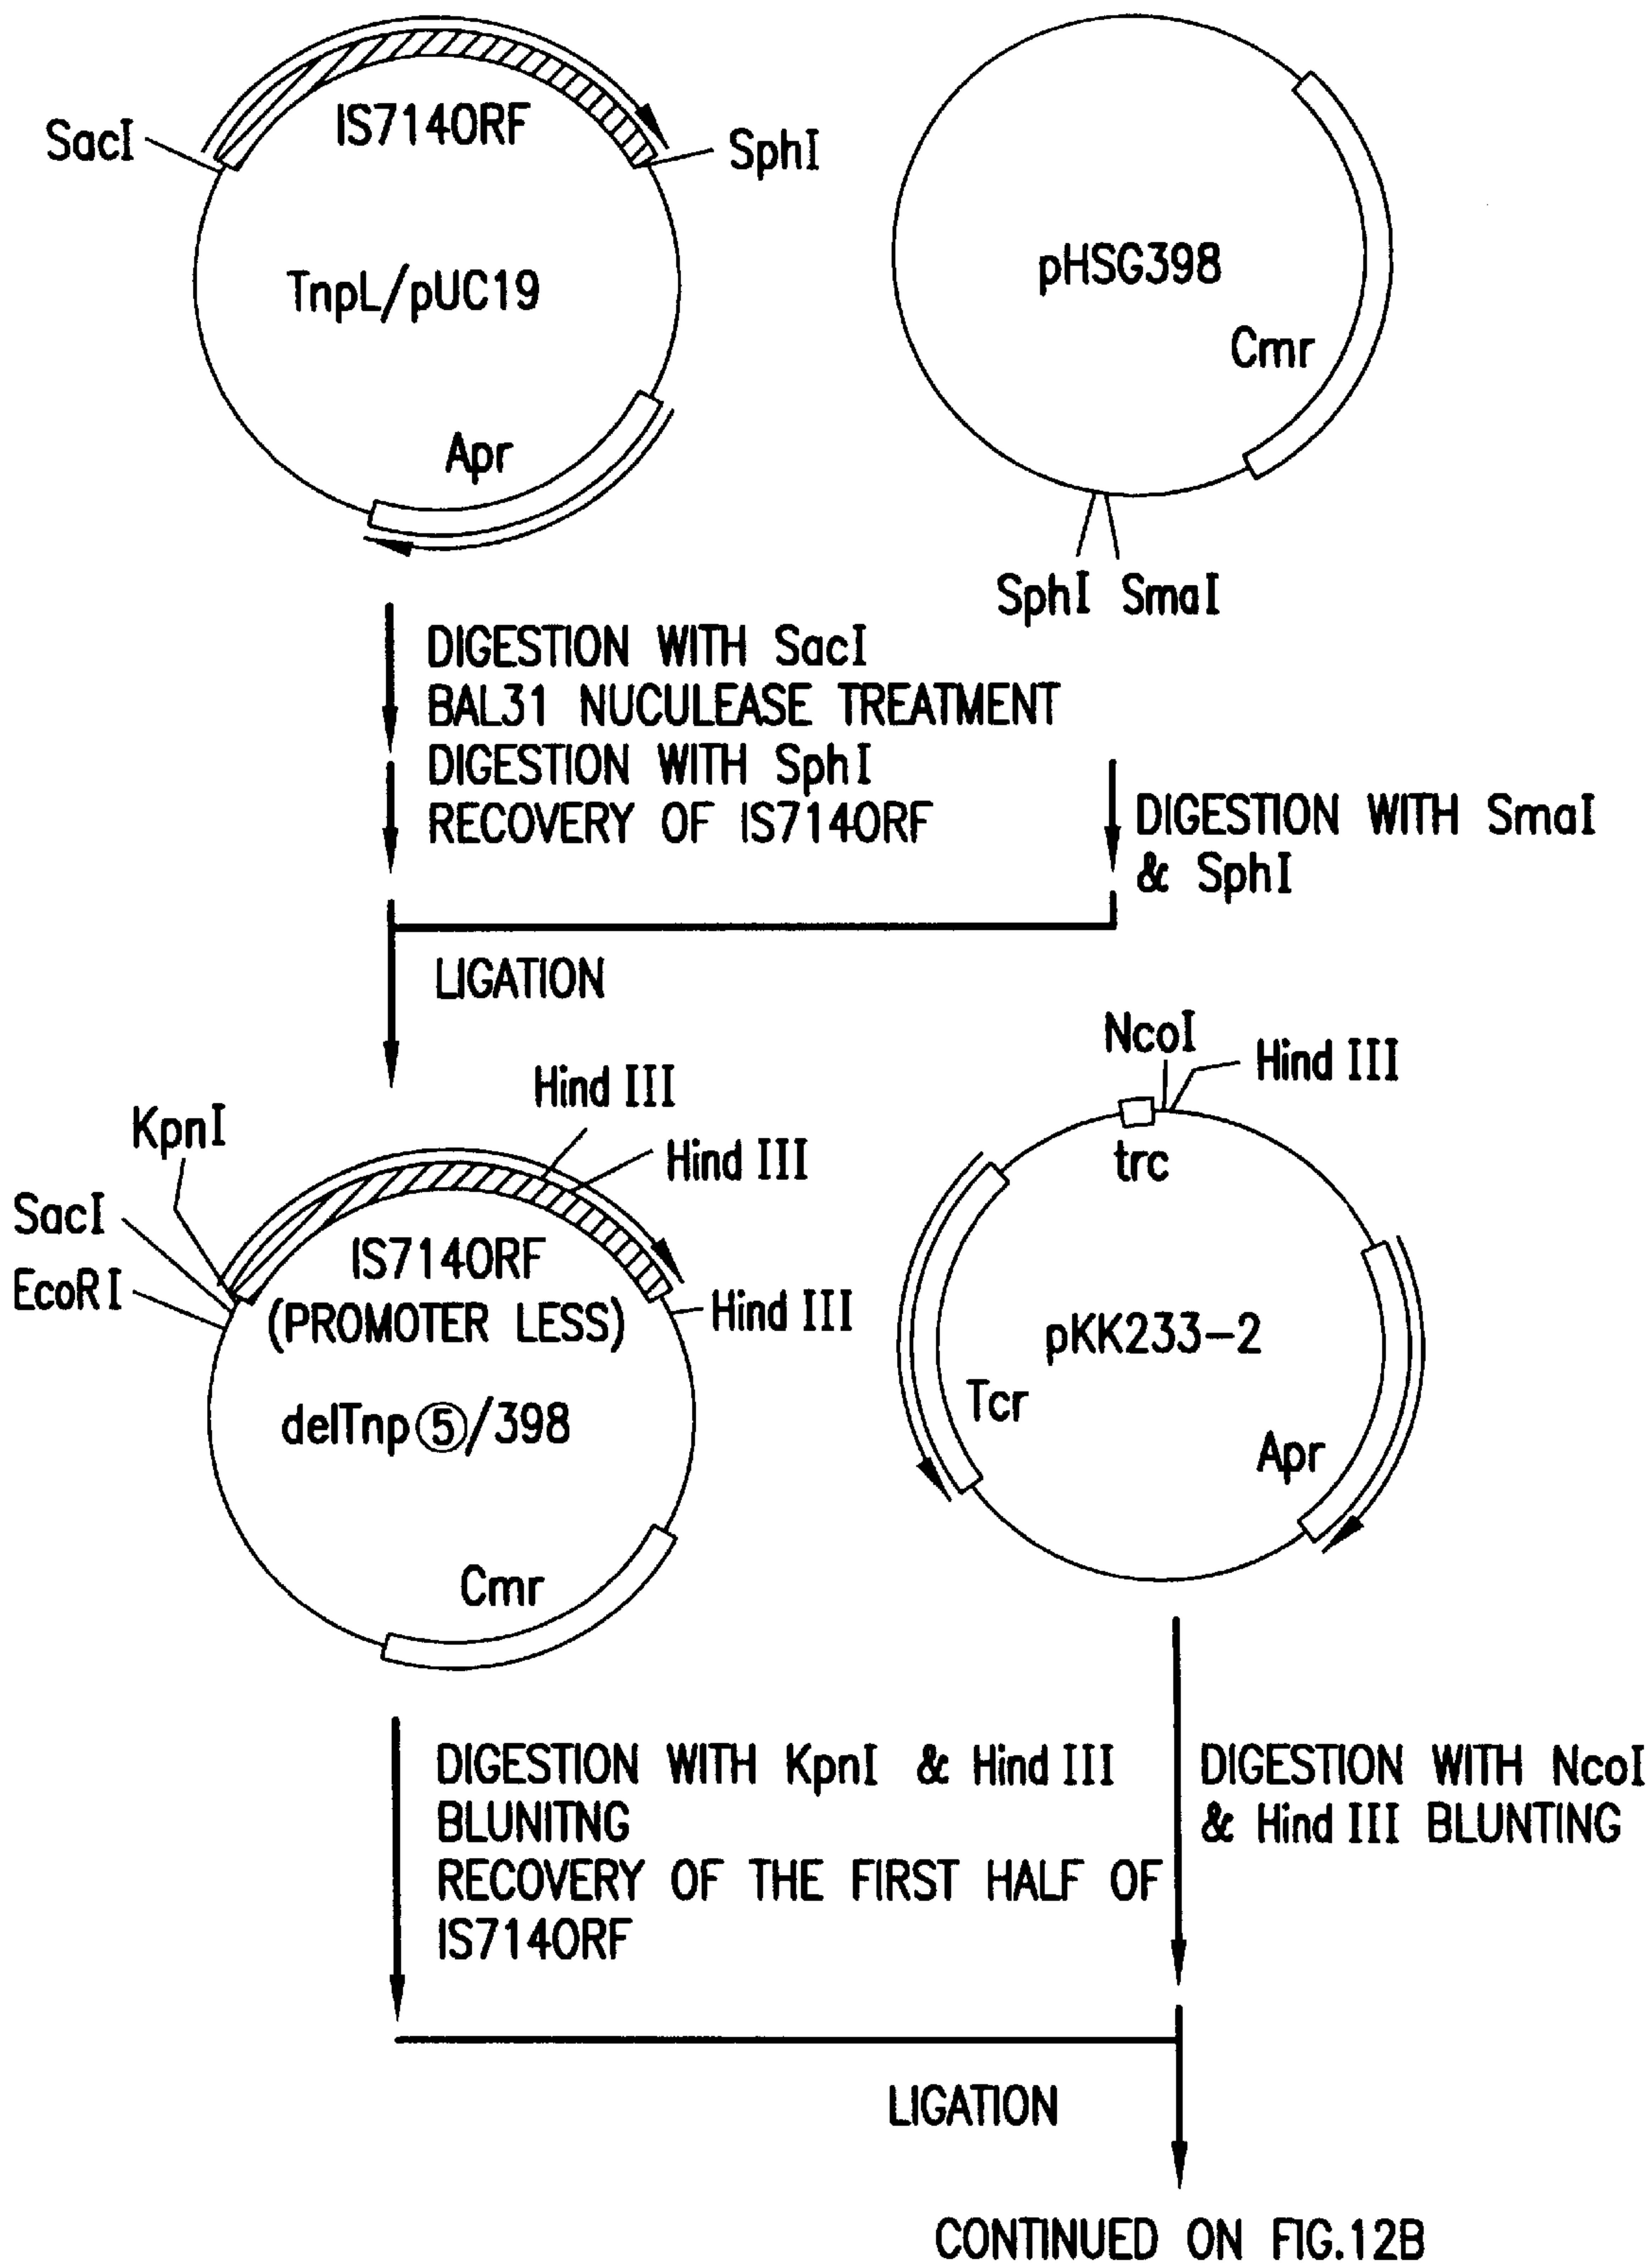 IS714ORF
SacI
SphI
TnpL/pUC19
Apr
pHSG398
Cmr
SphI SmaI
DIGESTION WITH SacI
BAL31 NUCULEASE TREATMENT
DIGESTION WITH SphI
RECOVERY OF IS714ORF
DIGESTION WITH SmaI
& SphI
LIGATION
Hind III
Hind III
KpnI
SacI
EcoRI
IS714ORF
(PROMOTER LESS)
Hind III
delTnp⑤/398
Cmr
NcoI
Hind III
trc
pKK233-2
Tcr
Apr
DIGESTION WITH KpnI & Hind III
BLUNITNG
RECOVERY OF THE FIRST HALF OF
IS714ORF
DIGESTION WITH NcoI
& Hind III BLUNTING
LIGATION
CONTINUED ON FIG.12B